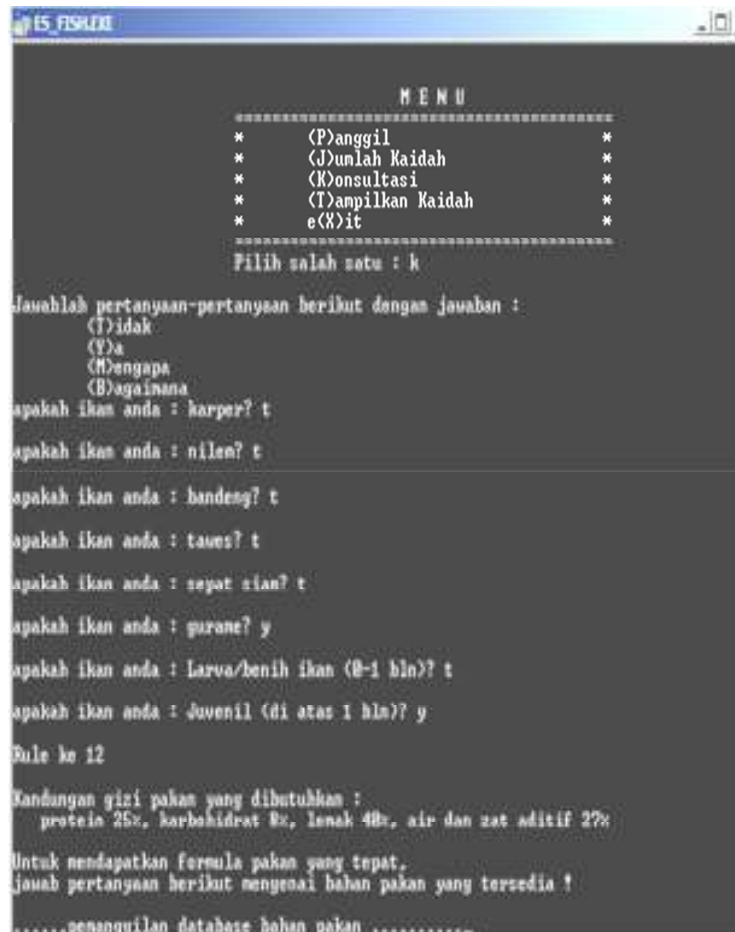 ES_FISH.EXE
M E N U
==========================================
* (P)anggil *
* (J)umlah Kaidah *
* (K)onsultasi *
* (T)ampilkan Kaidah *
* e(X)it *
==========================================
Pilih salah satu : k
Jawablah pertanyaan-pertanyaan berikut dengan jawaban :
(T)idak
(Y)a
(M)engapa
(B)agaimana
apakah ikan anda : karper? t
apakah ikan anda : nilem? t
apakah ikan anda : bandeng? t
apakah ikan anda : tawes? t
apakah ikan anda : sepat siam? t
apakah ikan anda : gurame? y
apakah ikan anda : Larva/benih ikan (0-1 bln)? t
apakah ikan anda : Juvenil (di atas 1 bln)? y
Rule ke 12
Kandungan gizi pakan yang dibutuhkan :
protein 25%, karbohidrat 8%, lemak 40%, air dan zat aditif 27%
Untuk mendapatkan formula pakan yang tepat,
jawab pertanyaan berikut mengenai bahan pakan yang tersedia !
......pemanggilan database bahan pakan ...........